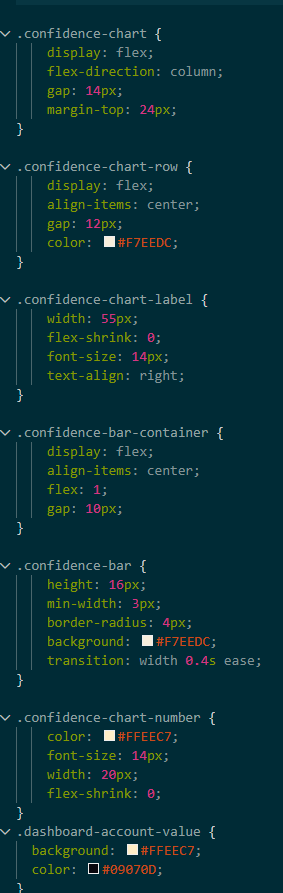 .confidence-chart {
display: flex;
flex-direction: column;
gap: 14px;
margin-top: 24px;
}
.confidence-chart-row {
display: flex;
align-items: center;
gap: 12px;
color: #F7EEDC;
}
.confidence-chart-label {
width: 55px;
flex-shrink: 0;
font-size: 14px;
text-align: right;
}
.confidence-bar-container {
display: flex;
align-items: center;
flex: 1;
gap: 10px;
}
.confidence-bar {
height: 16px;
min-width: 3px;
border-radius: 4px;
background: #F7EEDC;
transition: width 0.4s ease;
}
.confidence-chart-number {
color: #FFEEC7;
font-size: 14px;
width: 20px;
flex-shrink: 0;
}
.dashboard-account-value {
background: #FFEEC7;
color: #09070D;
}